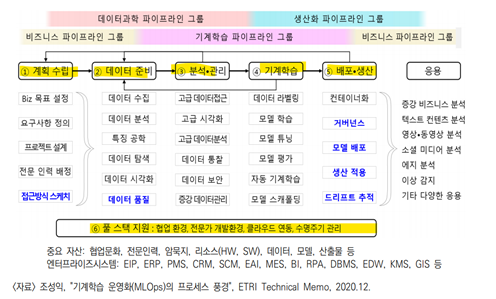 데이터과학 파이프라인 그룹 생산화 파이프라인 그룹
비즈니스 파이프라인 그룹 기계학습 파이프라인 그룹 비즈니스 파이프라인 그룹
① 계획 수립 ② 데이터 준비 ③ 분석•관리 ④ 기계학습 ⑤ 배포•생산 응용
Biz 목표 설정
요구사항 정의
프로젝트 설계
전문 인력 배정
접근방식 스케치
데이터 수집
데이터 분석
특징 공학
데이터 탐색
데이터 시각화
데이터 품질
고급 데이터접근
고급 시각화
고급 데이터분석
데이터 통찰
데이터 보안
증강 데이터관리
데이터 라벨링
모델 학습
모델 튜닝
모델 평가
자동 기계학습
모델 스캐폴딩
컨테이너화
거버넌스
모델 배포
생산 적용
드리프트 추적
증강 비즈니스 분석
텍스트 컨텐츠 분석
영상•동영상 분석
소셜 미디어 분석
에지 분석
이상 감지
기타 다양한 응용
⑥ 풀 스택 지원 : 협업 환경, 전문가 개발환경, 클라우드 연동, 수명주기 관리
중요 자산: 협업문화, 전문인력, 암묵지, 리소스(HW, SW), 데이터, 모델, 산출물 등
엔터프라이즈시스템: EIP, ERP, PMS, CRM, SCM, EAI, MES, BI, RPA, DBMS, EDW, KMS, GIS 등
<자료> 조성익, "기계학습 운영화(MLOps)의 프로세스 풍경", ETRI Technical Memo, 2020.12.